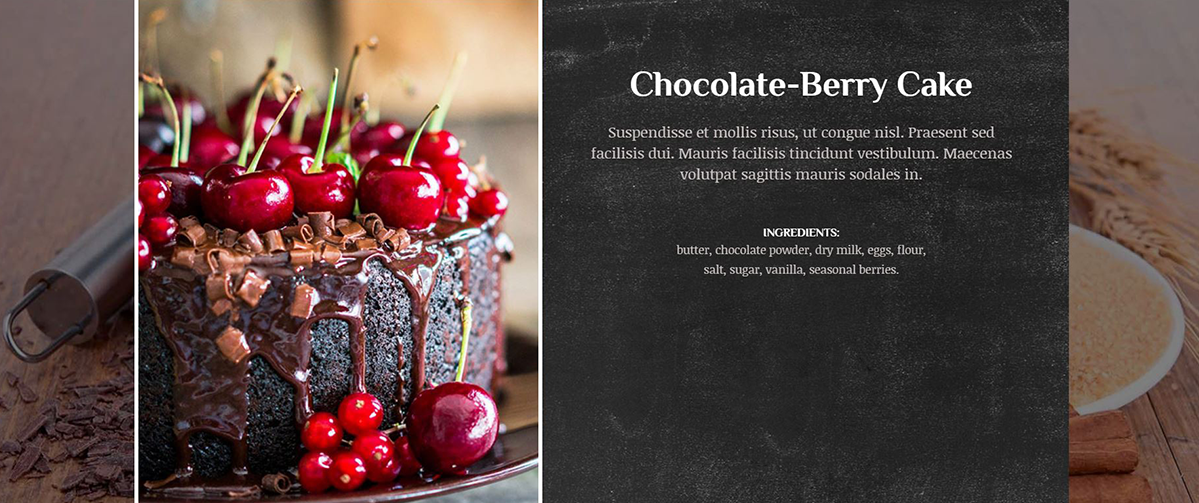 Chocolate-Berry Cake
Suspendisse et mollis risus, ut congue nisl. Praesent sed
facilisis dui. Mauris facilisis tincidunt vestibulum. Maecenas
volutpat sagittis mauris sodales in.
INGREDIENTS:
butter, chocolate powder, dry milk, eggs, flour,
salt, sugar, vanilla, seasonal berries.